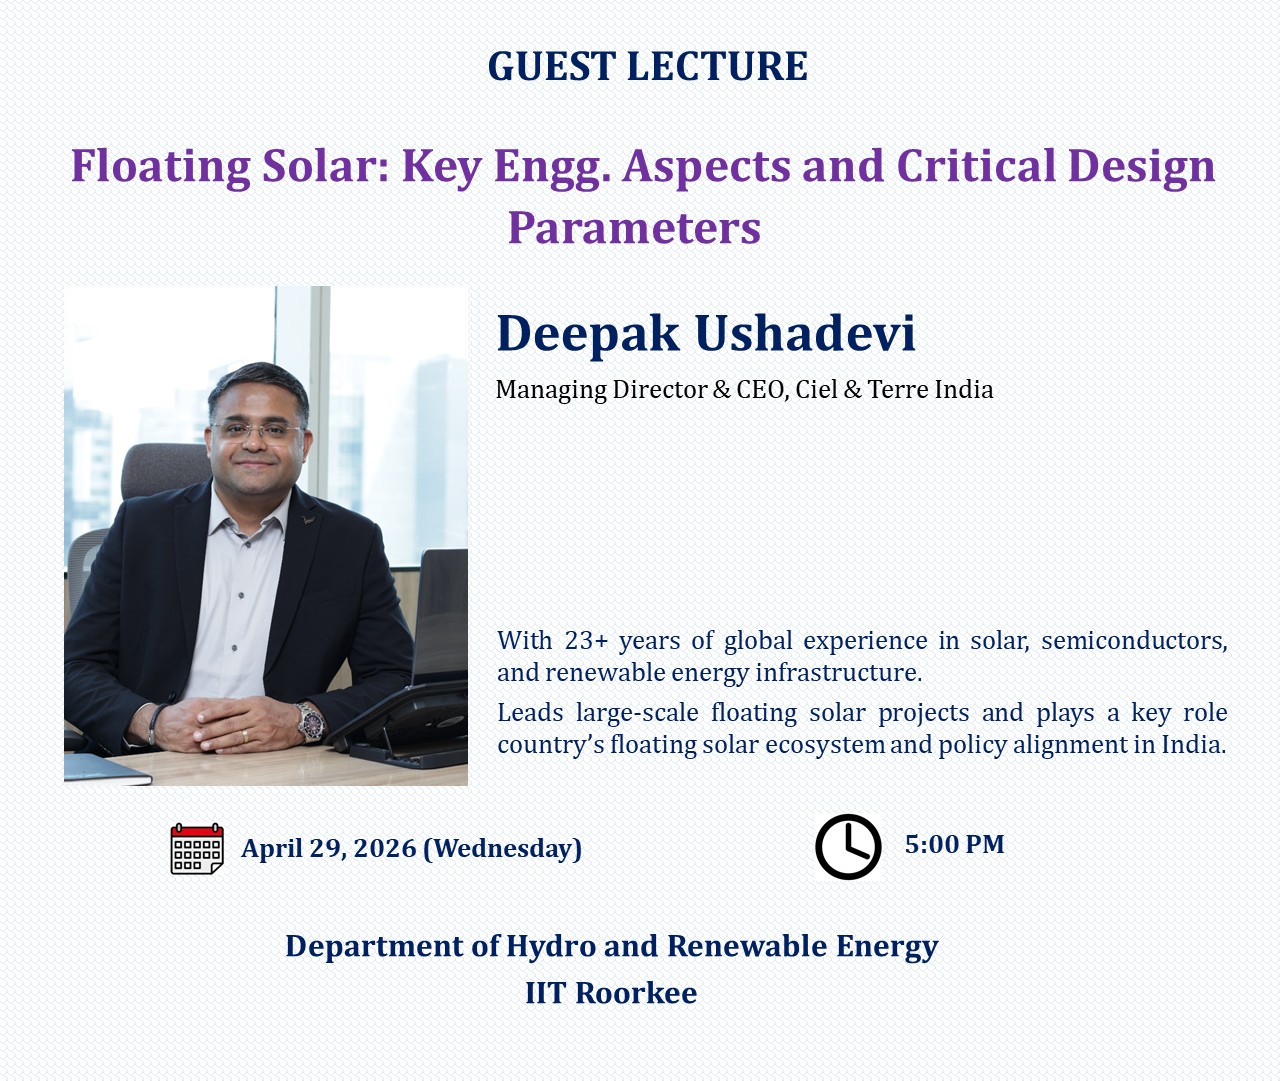 GUEST LECTURE
Floating Solar: Key Engg. Aspects and Critical Design
Parameters
Deepak Ushadevi
Managing Director & CEO, Ciel & Terre India
With 23+ years of global experience in solar, semiconductors,
and renewable energy infrastructure.
Leads large-scale floating solar projects and plays a key role
country’s floating solar ecosystem and policy alignment in India.
April 29, 2026 (Wednesday)
5:00 PM
Department of Hydro and Renewable Energy
IIT Roorkee